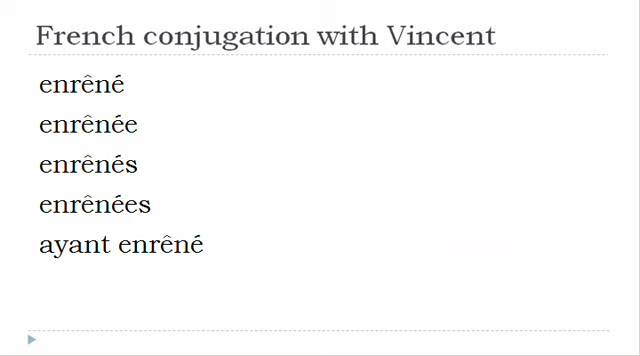 French conjugation with Vincent
enrêné
enrênée
enrênés
enrênées
ayant enrêné